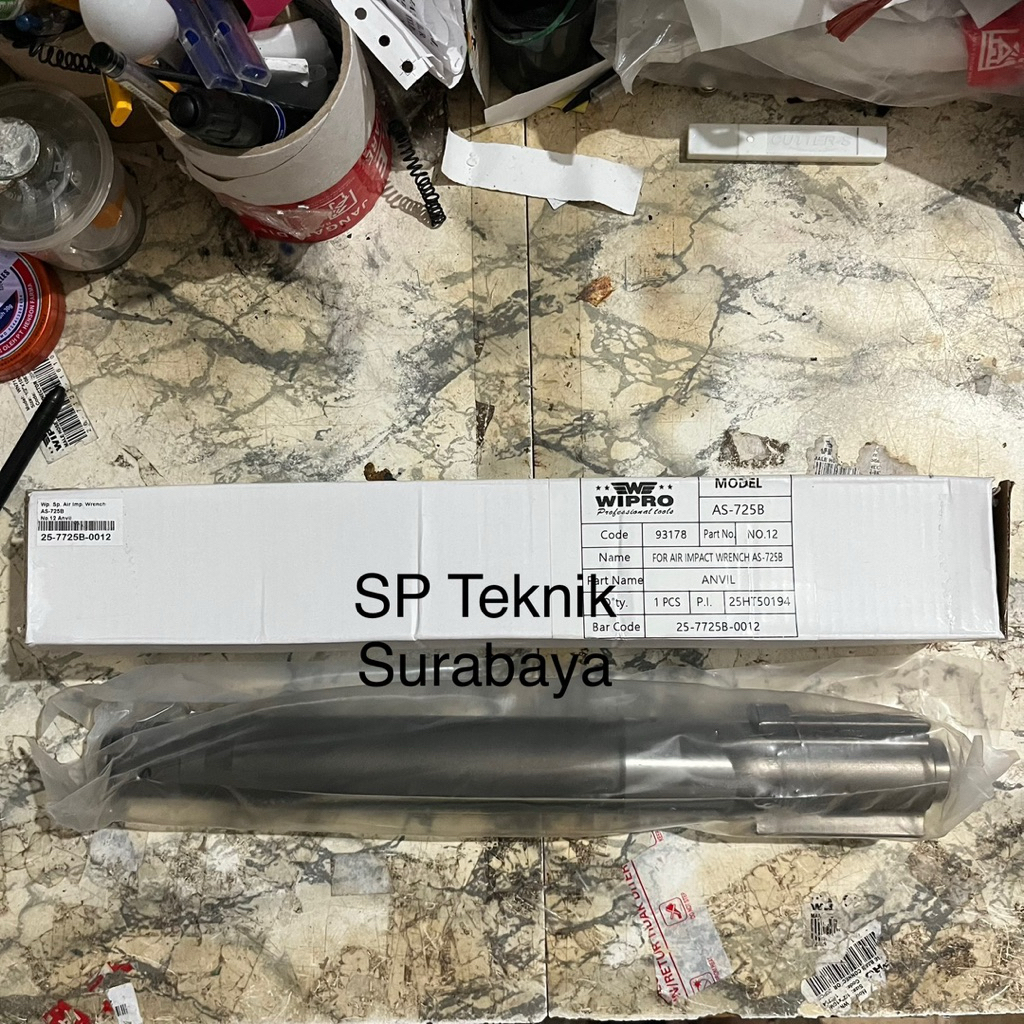 CUTTER-S
Wp. Sp. Air Imp. Wrench
AS-725B
No.12 Anvil
25-7725B-0012
WIPRO
Professional tools
MODEL
AS-725B
Code 93178 Part No. NO.12
Name FOR AIR IMPACT WRENCH AS-725B
Part Name ANVIL
1 PCS P.I. 25HT50194
Bar Code 25-7725B-0012
SP Teknik
Surabaya